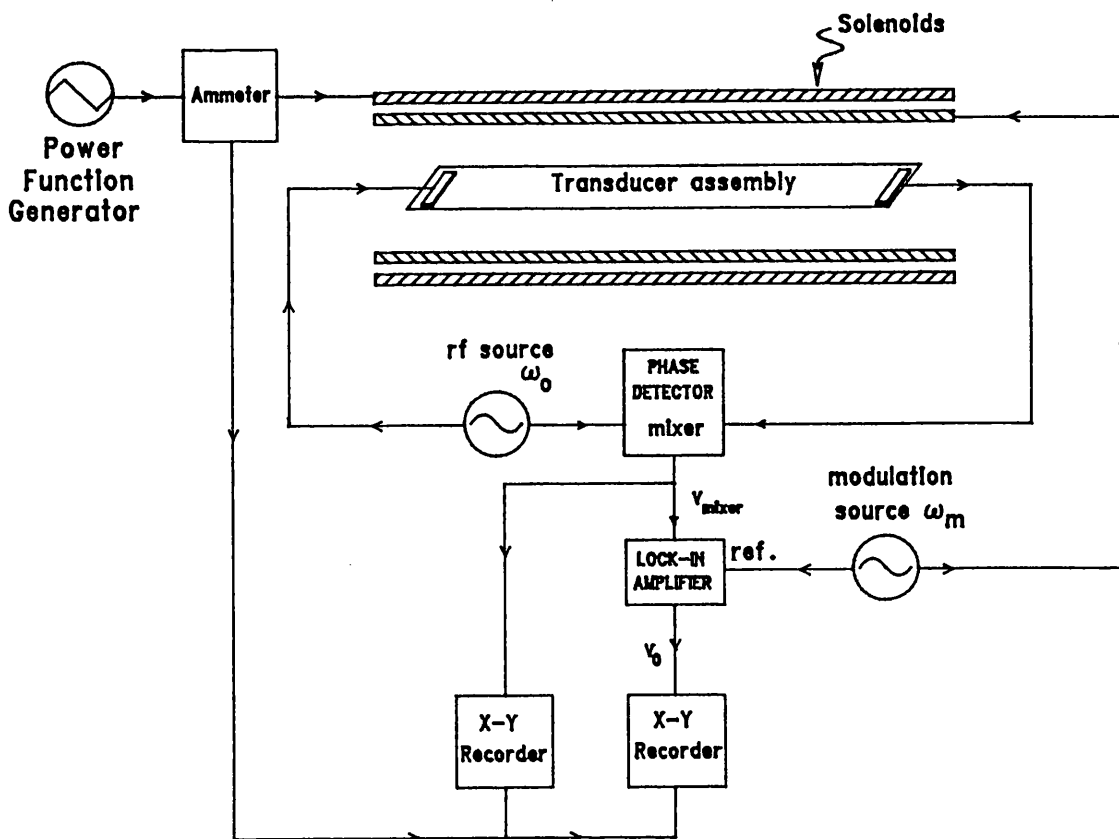 Solenoids
Ammeter
Power
Function
Generator
Transducer assembly
rf source
ω₀
PHASE
DETECTOR
mixer
Vmixer
modulation
source ωm
LOCK-IN
AMPLIFIER
ref.
V₀
X-Y
Recorder
X-Y
Recorder